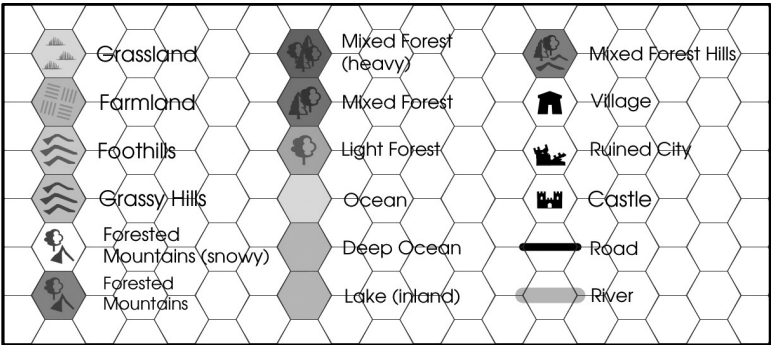 Grassland
Farmland
Foothills
Grassy Hills
Forested
Mountains (snowy)
Forested
Mountains
Mixed Forest
(heavy)
Mixed Forest
Light Forest
Ocean
Deep Ocean
Lake (inland)
Mixed Forest Hills
Village
Ruined City
Castle
Road
River